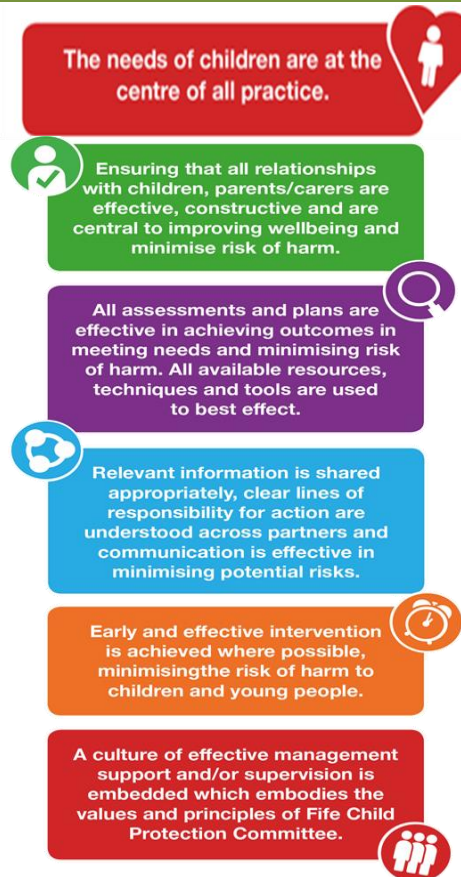 The needs of children are at the
centre of all practice.
Ensuring that all relationships
with children, parents/carers are
effective, constructive and are
central to improving wellbeing and
minimise risk of harm.
All assessments and plans are
effective in achieving outcomes in
meeting needs and minimising risk
of harm. All available resources,
techniques and tools are used
to best effect.
Relevant information is shared
appropriately, clear lines of
responsibility for action are
understood across partners and
communication is effective in
minimising potential risks.
Early and effective intervention
is achieved where possible,
minimisingthe risk of harm to
children and young people.
A culture of effective management
support and/or supervision is
embedded which embodies the
values and principles of Fife Child
Protection Committee.